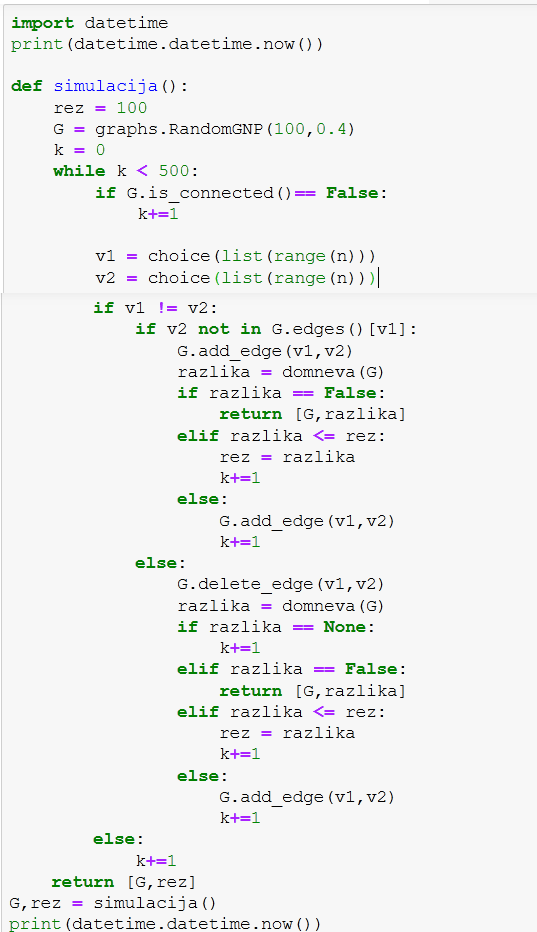 import datetime
print(datetime.datetime.now())
def simulacija():
    rez = 100
    G = graphs.RandomGNP(100,0.4)
    k = 0
    while k < 500:
        if G.is_connected()== False:
            k+=1
        v1 = choice(list(range(n)))
        v2 = choice(list(range(n)))
        if v1 != v2:
            if v2 not in G.edges()[v1]:
                G.add_edge(v1,v2)
                razlika = domneva(G)
                if razlika == False:
                    return [G,razlika]
                elif razlika <= rez:
                    rez = razlika
                    k+=1
                else:
                    G.add_edge(v1,v2)
                    k+=1
            else:
                G.delete_edge(v1,v2)
                razlika = domneva(G)
                if razlika == None:
                    k+=1
                elif razlika == False:
                    return [G,razlika]
                elif razlika <= rez:
                    rez = razlika
                    k+=1
                else:
                    G.add_edge(v1,v2)
                    k+=1
        else:
            k+=1
    return [G,rez]
G,rez = simulacija()
print(datetime.datetime.now())